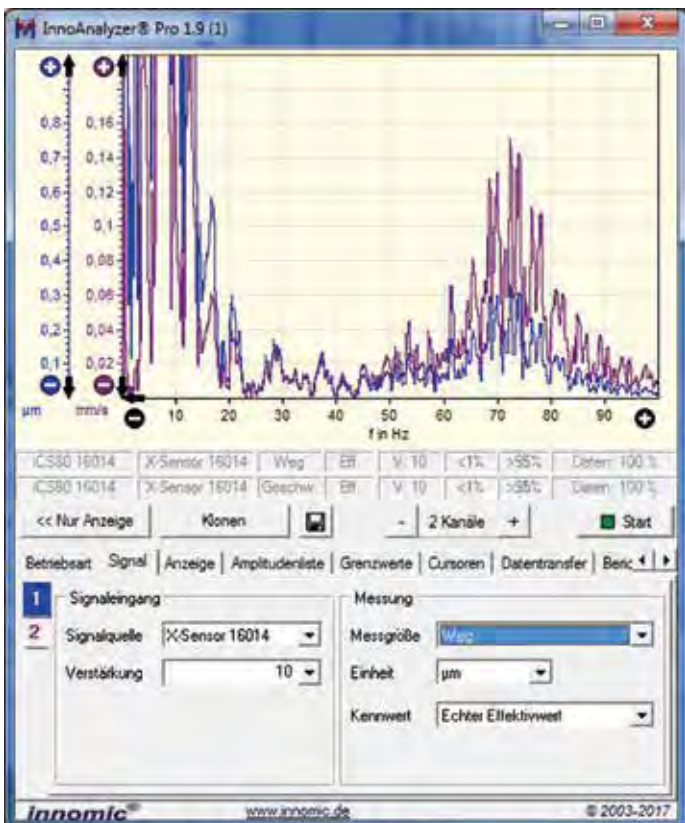 InnoAnalyzer® Pro 1.9 (1)
0,8 0,16
0,7 0,14
0,6 0,12
0,5 0,1
0,4 0,08
0,3 0,06
0,2 0,04
0,1 0,02
µm mm/s 10 20 30 40 50 60 70 80 90
f in Hz
iCS80 16014 X-Sensor 16014 Weg Eff V: 10 <1% >95% Daten: 100 %
iCS80 16014 X-Sensor 16014 Geschw. Eff V: 10 <1% >95% Daten: 100 %
<< Nur Anzeige Klonen - 2 Kanäle + Start
Betriebsart Signal Anzeige Amplitudenliste Grenzwerte Cursoren Datentransfer Beric
1 Signaleingang Messung
2 Signalquelle X-Sensor 16014 Messgröße Weg
Verstärkung 10 Einheit µm
Kennwert Echter Effektivwert
innomic® www.innomic.de © 2003-2017